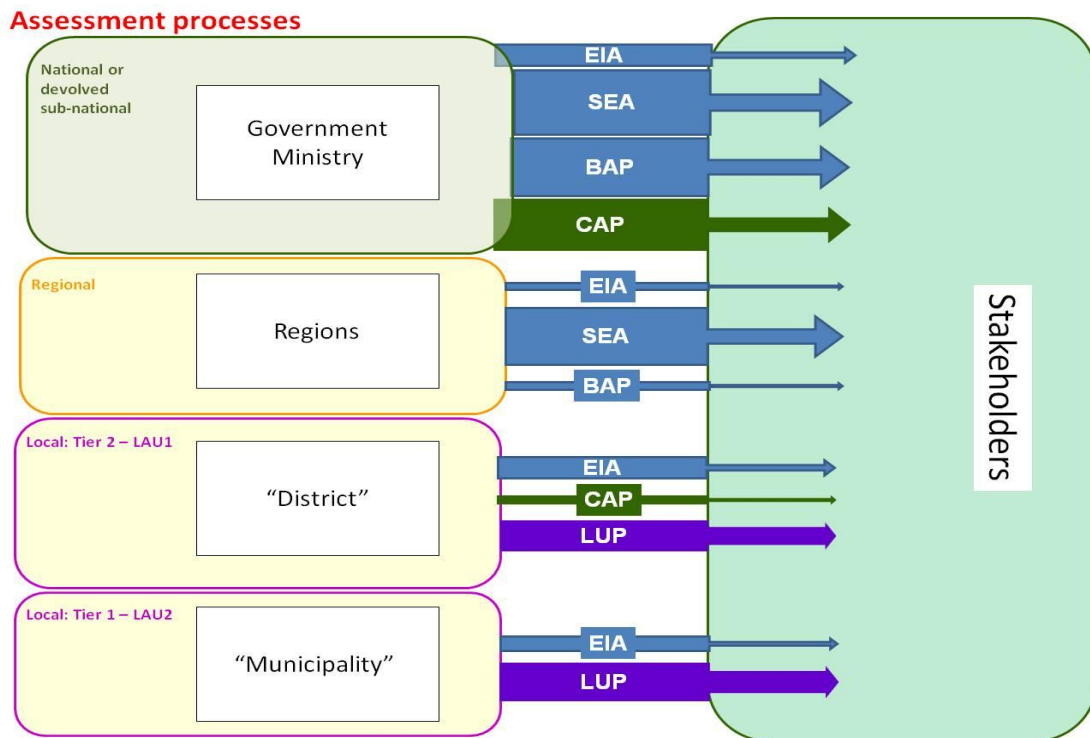 Assessment processes
National or
devolved
sub-national
Government
Ministry
EIA
SEA
BAP
CAP
Regional
Regions
EIA
SEA
BAP
Local: Tier 2 – LAU1
“District”
EIA
CAP
LUP
Local: Tier 1 – LAU2
“Municipality”
EIA
LUP
Stakeholders